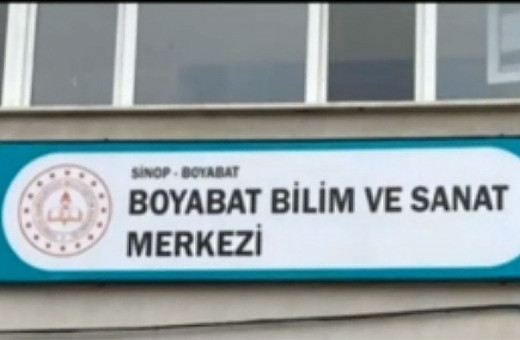 SİNOP - BOYABAT
BOYABAT BİLİM VE SANAT
MERKEZİ